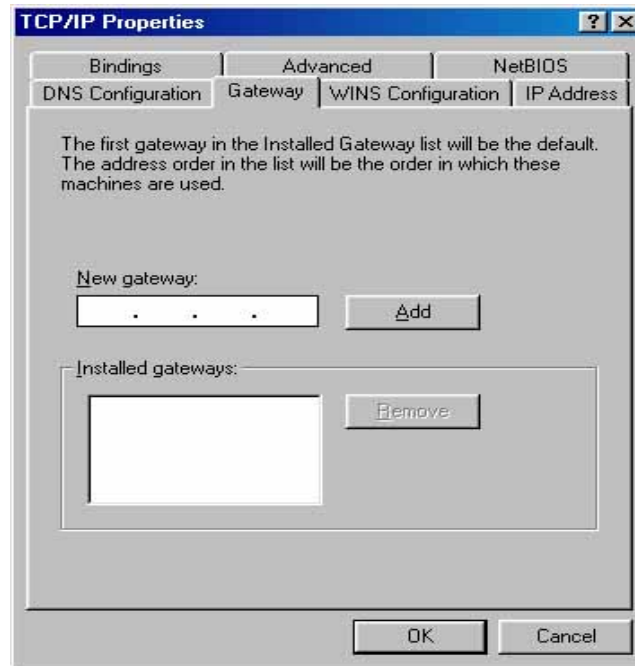 TCP/IP Properties
Bindings
Advanced
NetBIOS
DNS Configuration
Gateway
WINS Configuration
IP Address
The first gateway in the Installed Gateway list will be the default.
The address order in the list will be the order in which these
machines are used.
New gateway:
. . .
Add
Installed gateways:
Remove
OK
Cancel